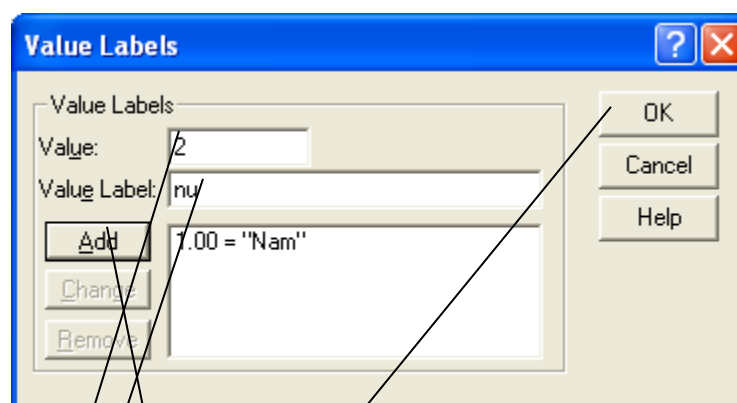 Value Labels
Value Labels
Value: 2
Value Label: nu
Add
1.00 = "Nam"
Change
Remove
OK
Cancel
Help